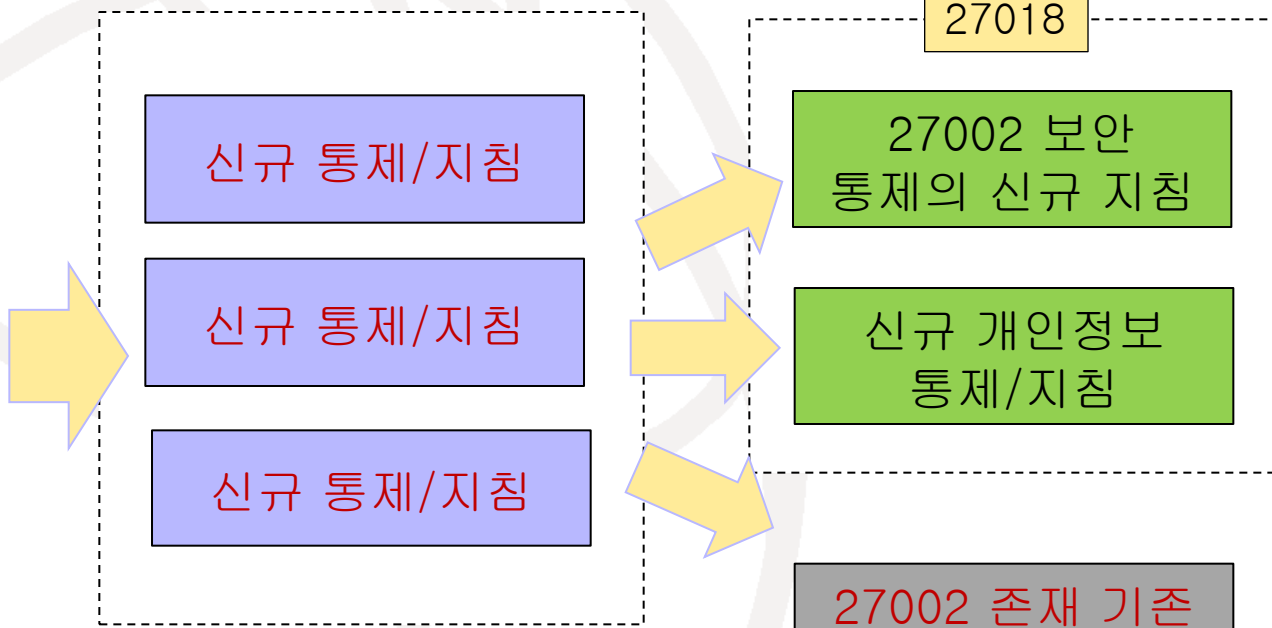 신규 통제/지침
신규 통제/지침
신규 통제/지침
27018
27002 보안
통제의 신규 지침
신규 개인정보
통제/지침
27002 존재 기존